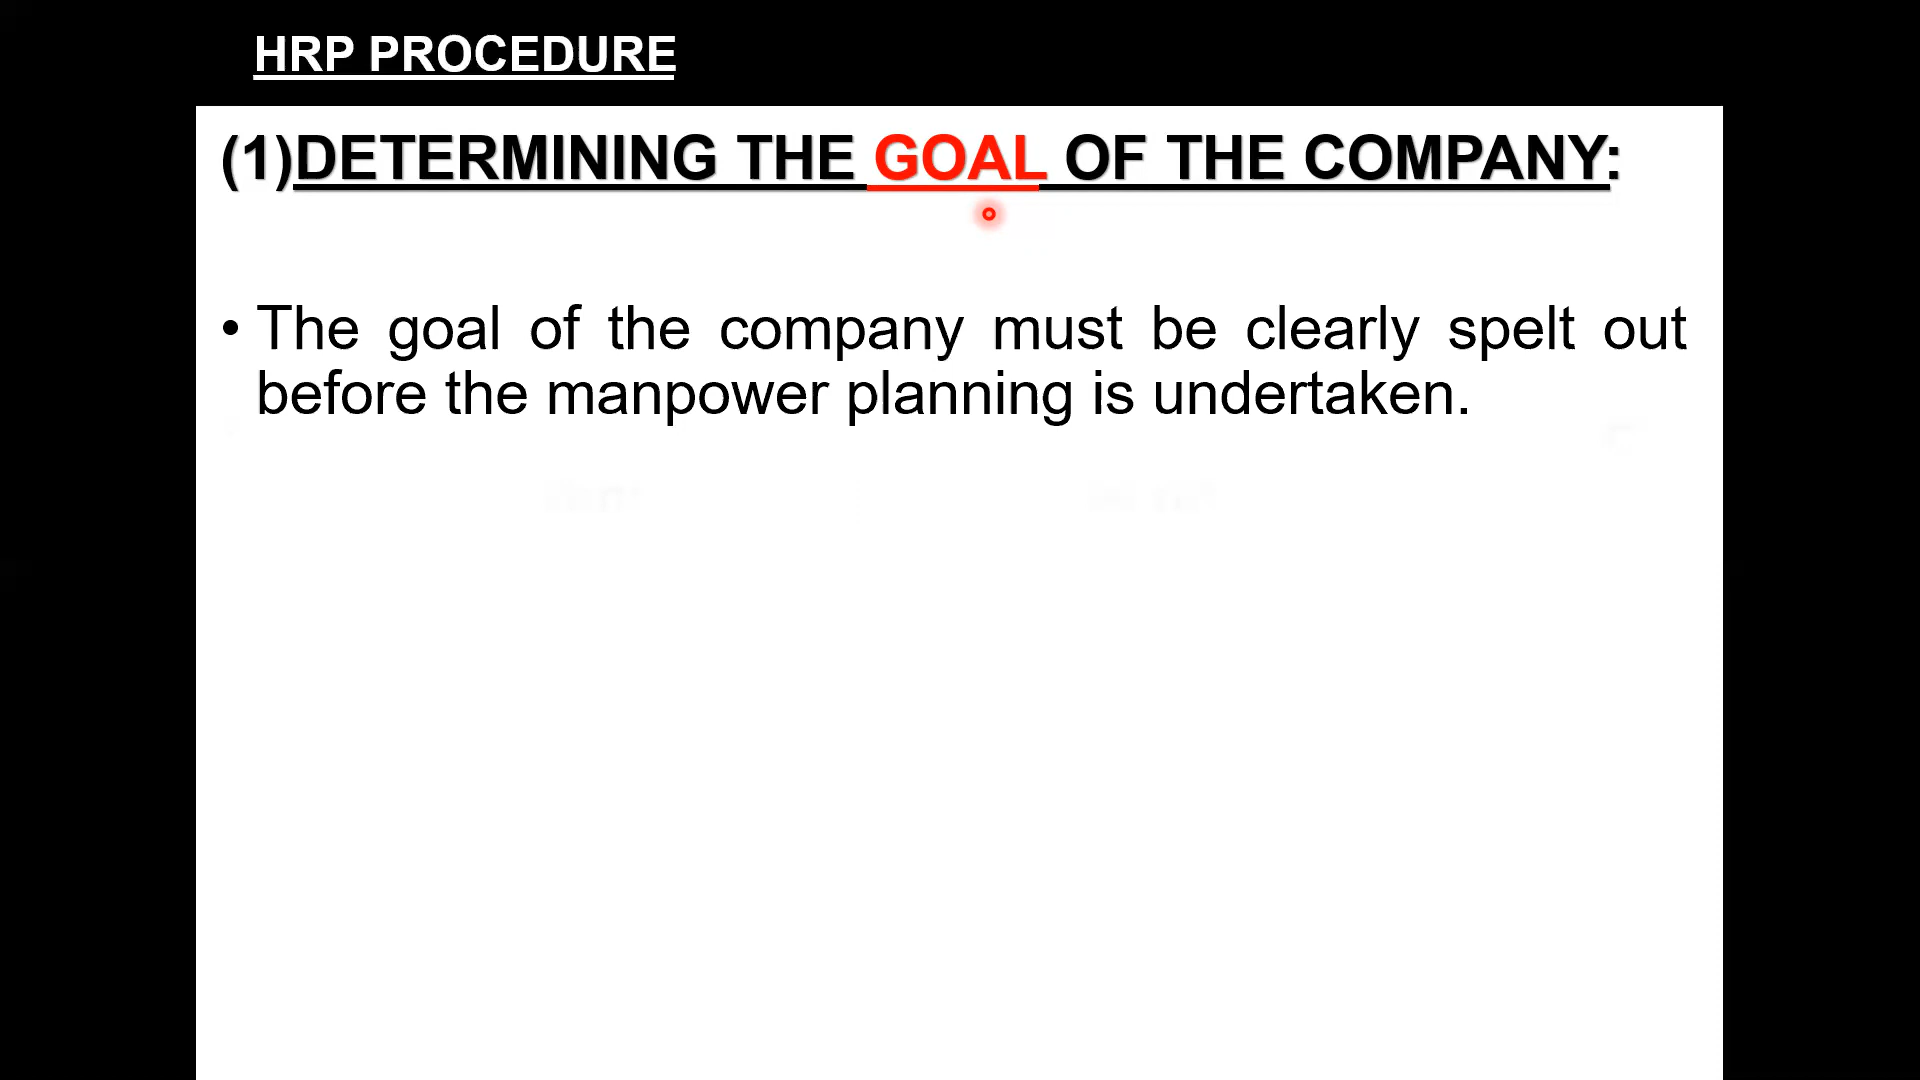 HRP PROCEDURE
(1)DETERMINING THE GOAL OF THE COMPANY:
• The goal of the company must be clearly spelt out
before the manpower planning is undertaken.